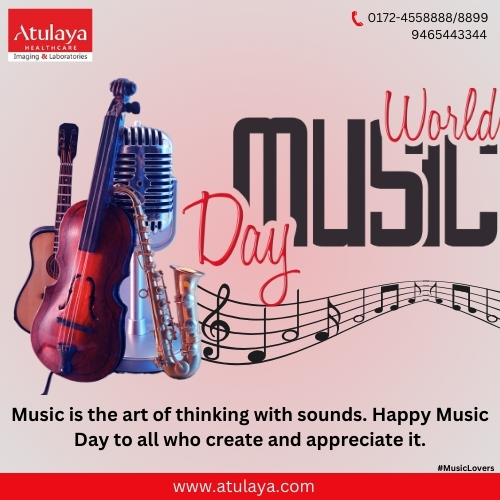 Atulaya
HEALTHCARE
Imaging & Laboratories
0172-4558888/8899
9465443344
World
MUSIC
Day
Music is the art of thinking with sounds. Happy Music
Day to all who create and appreciate it.
#MusicLovers
www.atulaya.com